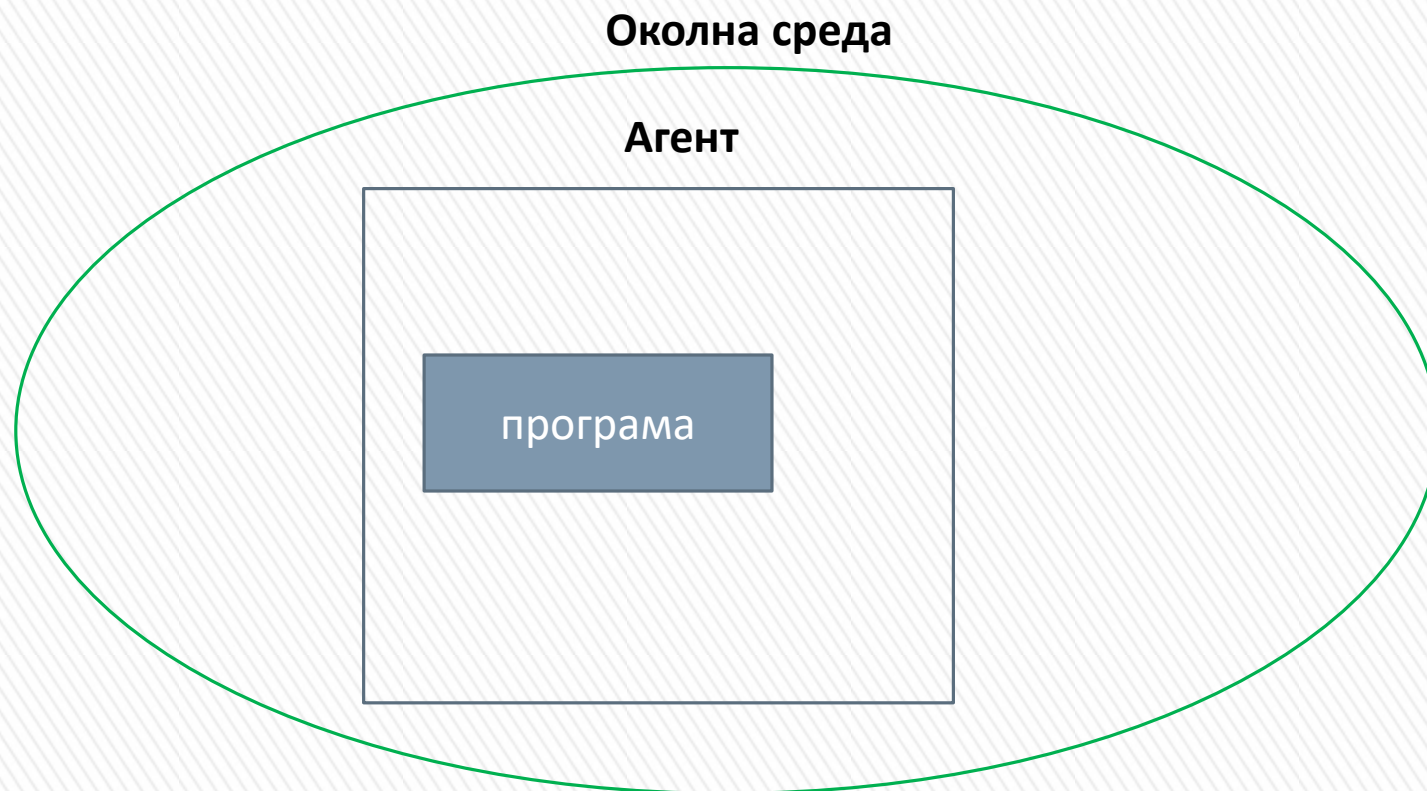 Околна среда
Агент
програма